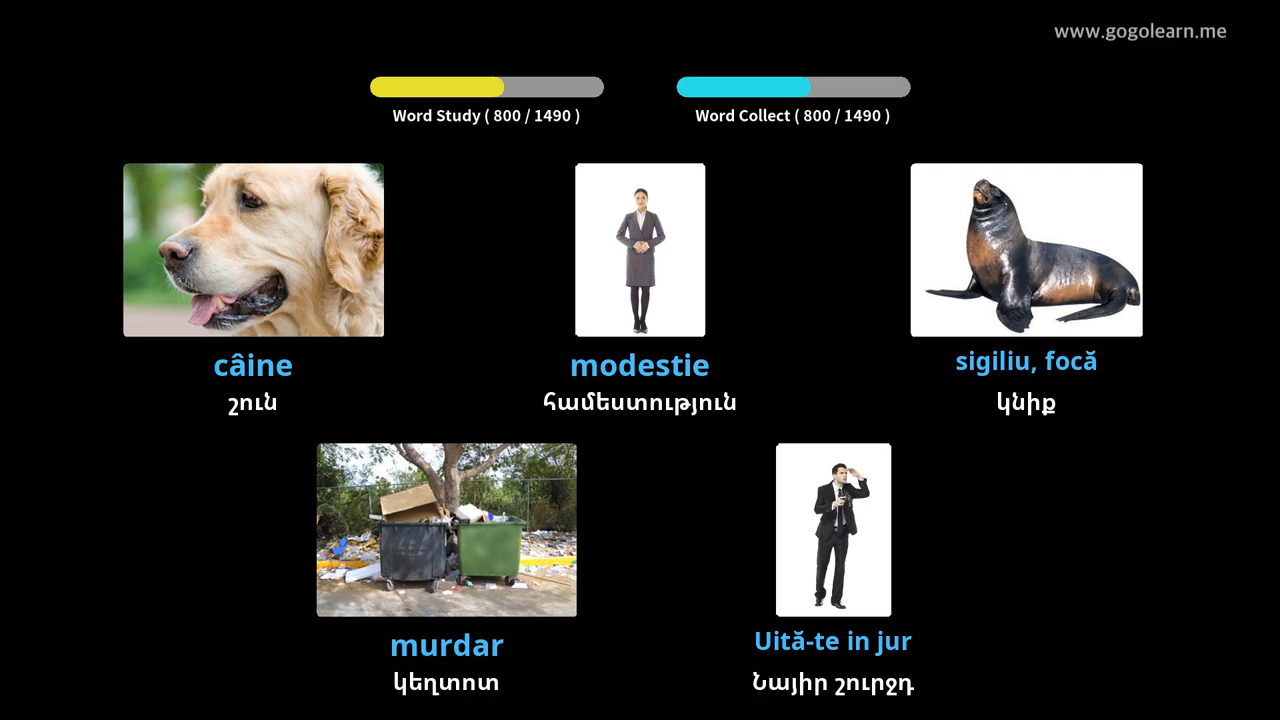 www.gogolearn.me
Word Study ( 800 / 1490 )
Word Collect ( 800 / 1490 )
câine
modestie
sigiliu, focă
շուն
համեստություն
կնիք
murdar
Uită-te in jur
կեղտոտ
Նայիր շուրջդ